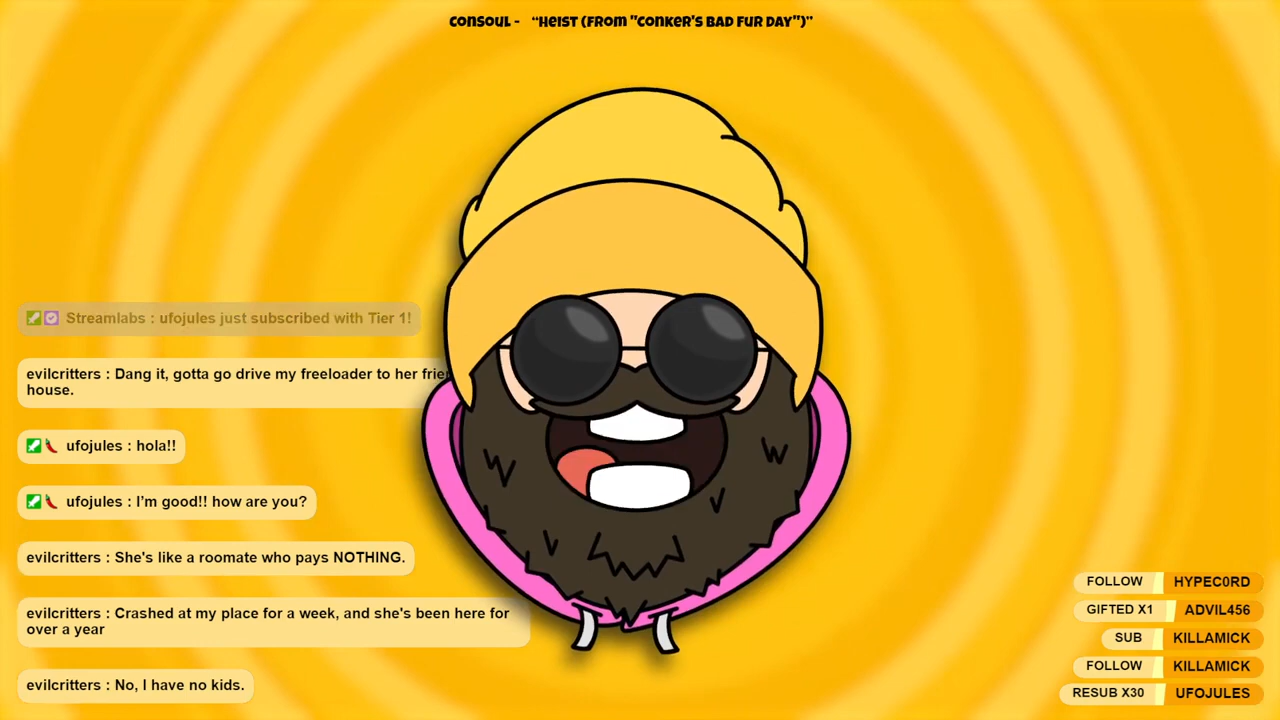 CONSOUL - "HEIST (FROM "CONKER'S BAD FUR DAY")"
Streamlabs : ufojules just subscribed with Tier 1!
evilcritters : Dang it, gotta go drive my freeloader to her
house.
ufojules : hola!!
ufojules : I'm good!! how are you?
evilcritters : She's like a roomate who pays NOTHING.
evilcritters : Crashed at my place for a week, and she's been here for
over a year
evilcritters : No, I have no kids.
FOLLOW HYPEC0RD
GIFTED X1 ADVIL456
SUB KILLAMICK
FOLLOW KILLAMICK
RESUB X30 UFOJULES